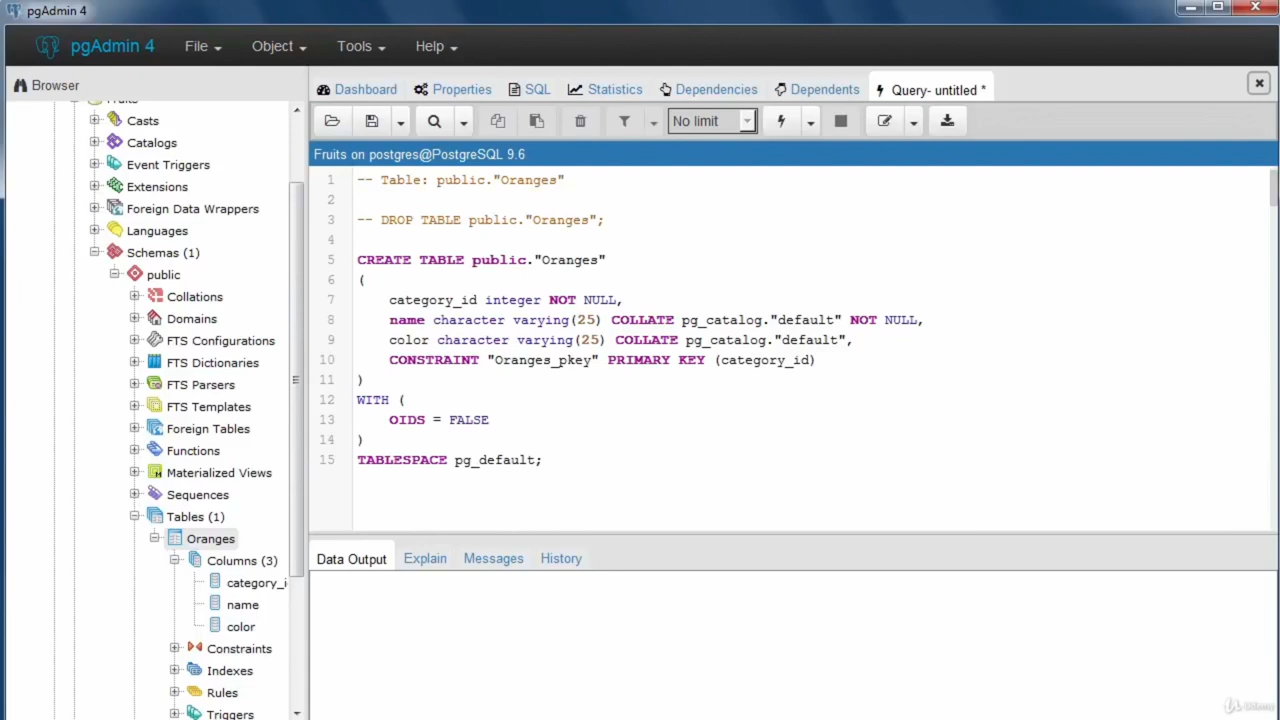 pgAdmin 4
pgAdmin 4
File
Object
Tools
Help
Browser
Dashboard
Properties
SQL
Statistics
Dependencies
Dependents
Query- untitled *
No limit
Fruits on postgres@PostgreSQL 9.6
Fruits
Casts
Catalogs
Event Triggers
Extensions
Foreign Data Wrappers
Languages
Schemas (1)
public
Collations
Domains
FTS Configurations
FTS Dictionaries
FTS Parsers
FTS Templates
Foreign Tables
Functions
Materialized Views
Sequences
Tables (1)
Oranges
Columns (3)
category_i
name
color
Constraints
Indexes
Rules
Triggers
1 -- Table: public."Oranges"
2
3 -- DROP TABLE public."Oranges";
4
5 CREATE TABLE public."Oranges"
6 (
7 category_id integer NOT NULL,
8 name character varying(25) COLLATE pg_catalog."default" NOT NULL,
9 color character varying(25) COLLATE pg_catalog."default",
10 CONSTRAINT "Oranges_pkey" PRIMARY KEY (category_id)
11 )
12 WITH (
13 OIDS = FALSE
14 )
15 TABLESPACE pg_default;
Data Output
Explain
Messages
History
Udemy